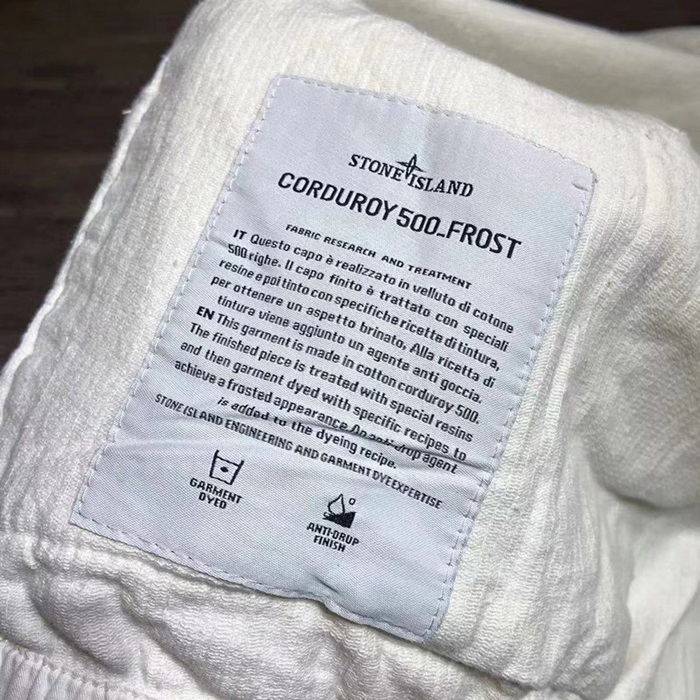 STONE ISLAND
CORDUROY 500_FROST
FABRIC RESEARCH AND TREATMENT
IT Questo capo è realizzato in velluto di cotone
500 righe. Il capo finito è trattato con speciali
resine e poi tinto con specifiche ricette di tintura,
per ottenere un aspetto brinato, Alla ricetta di
tintura viene aggiunto un agente anti goccia.
EN This garment is made in cotton corduroy 500.
The finished piece is treated with special resins
and then garment dyed with specific recipes to
achieve a frosted appearance An anti-drop agent
is added to the dyeing recipe.
STONE ISLAND ENGINEERING AND GARMENT DYE EXPERTISE
GARMENT
DYED
ANTI-DROP
FINISH